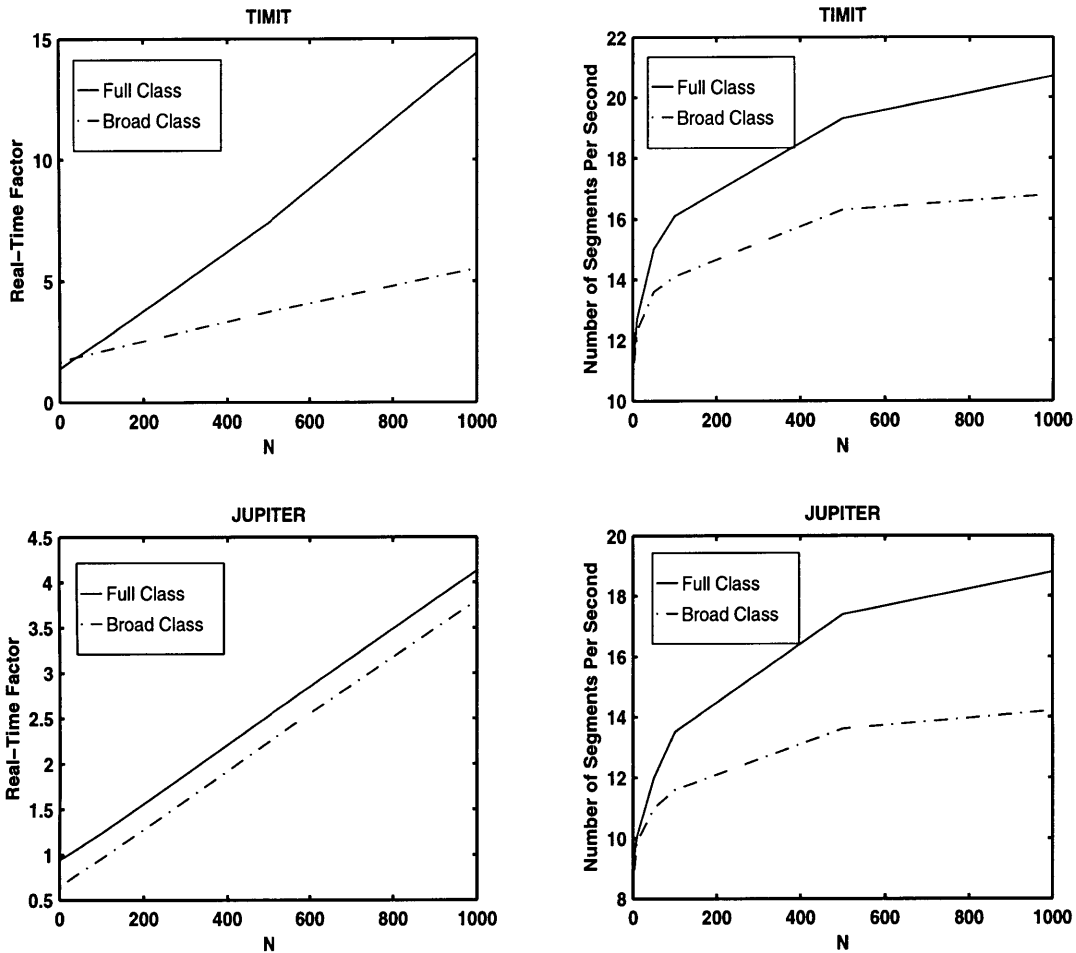 TIMIT
15
10
5
0
Real-Time Factor
Full Class
Broad Class
0 200 400 600 800 1000
N
TIMIT
22
20
18
16
14
12
10
Number of Segments Per Second
Full Class
Broad Class
0 200 400 600 800 1000
N
JUPITER
4.5
4
3.5
3
2.5
2
1.5
1
0.5
Real-Time Factor
Full Class
Broad Class
0 200 400 600 800 1000
N
JUPITER
20
18
16
14
12
10
8
Number of Segments Per Second
Full Class
Broad Class
0 200 400 600 800 1000
N